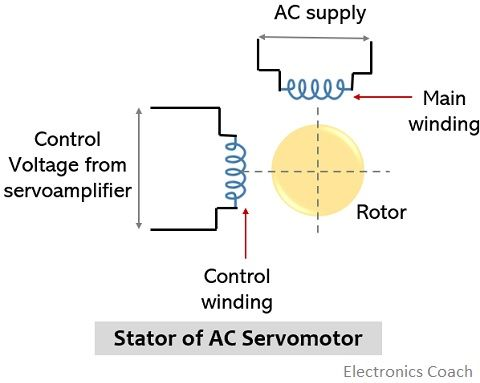 AC supply
Main
winding
Control
Voltage from
servoamplifier
Rotor
Control
winding
Stator of AC Servomotor
Electronics Coach